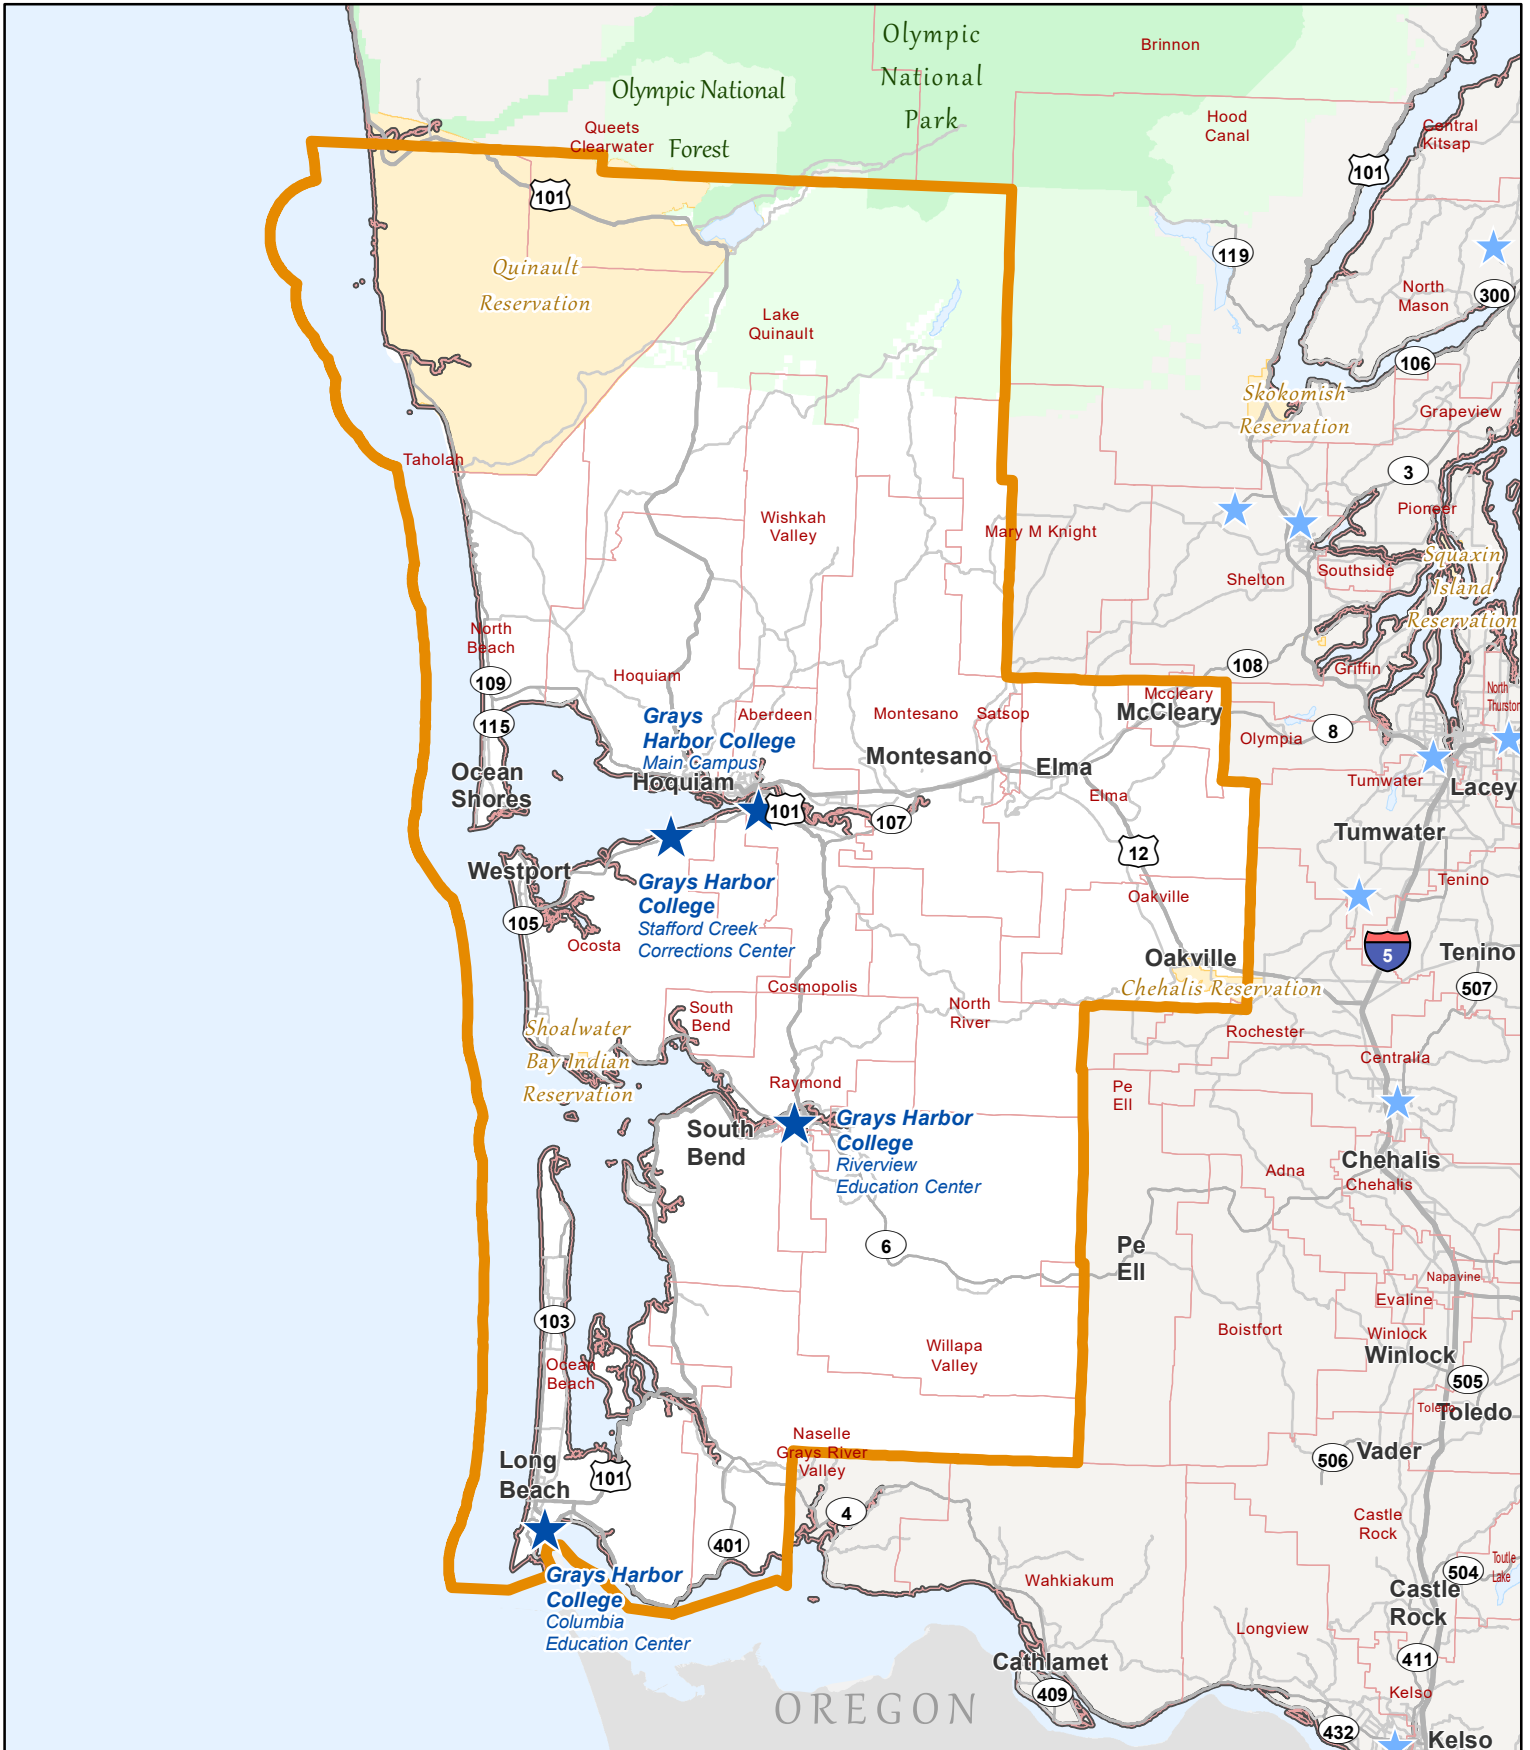 Olympic
National
Park
Brinnon
Olympic National
Forest
Queets
Clearwater
Hood
Canal
Central
Kitsap
101
101
119
Quinault
Reservation
North
Mason
300
Lake
Quinault
106
Skokomish
Reservation
Grapeview
Taholah
3
Pioneer
Wishkah
Valley
Mary M Knight
Squaxin
Island
Reservation
Shelton
Southside
North
Beach
Hoquiam
108
Griffin
109
Mccleary
McCleary
North
Thurston
115
Grays
Harbor College
Main Campus
Aberdeen
Montesano
Satsop
Olympia
8
Ocean
Shores
Hoquiam
Montesano
Elma
Elma
Tumwater
Lacey
101
107
Tumwater
12
Westport
Grays Harbor
College
Stafford Creek
Corrections Center
Oakville
Tenino
105
Ocosta
Oakville
5
Tenino
Cosmopolis
Chehalis Reservation
507
South
Bend
North
River
Shoalwater
Bay Indian
Reservation
Rochester
Centralia
Raymond
Pe
Ell
South
Bend
Grays Harbor
College
Riverview
Education Center
Adna
Chehalis
Chehalis
6
Pe
Ell
Napavine
Evaline
103
Boistfort
Winlock
Winlock
Ocean
Beach
Willapa
Valley
505
Toledo
Toledo
Naselle
Grays River
Valley
506
Vader
Long
Beach
101
4
Castle
Rock
401
504
Toutle
Lake
Grays Harbor
College
Columbia
Education Center
Wahkiakum
Castle
Rock
Longview
Cathlamet
411
409
Kelso
OREGON
432
Kelso